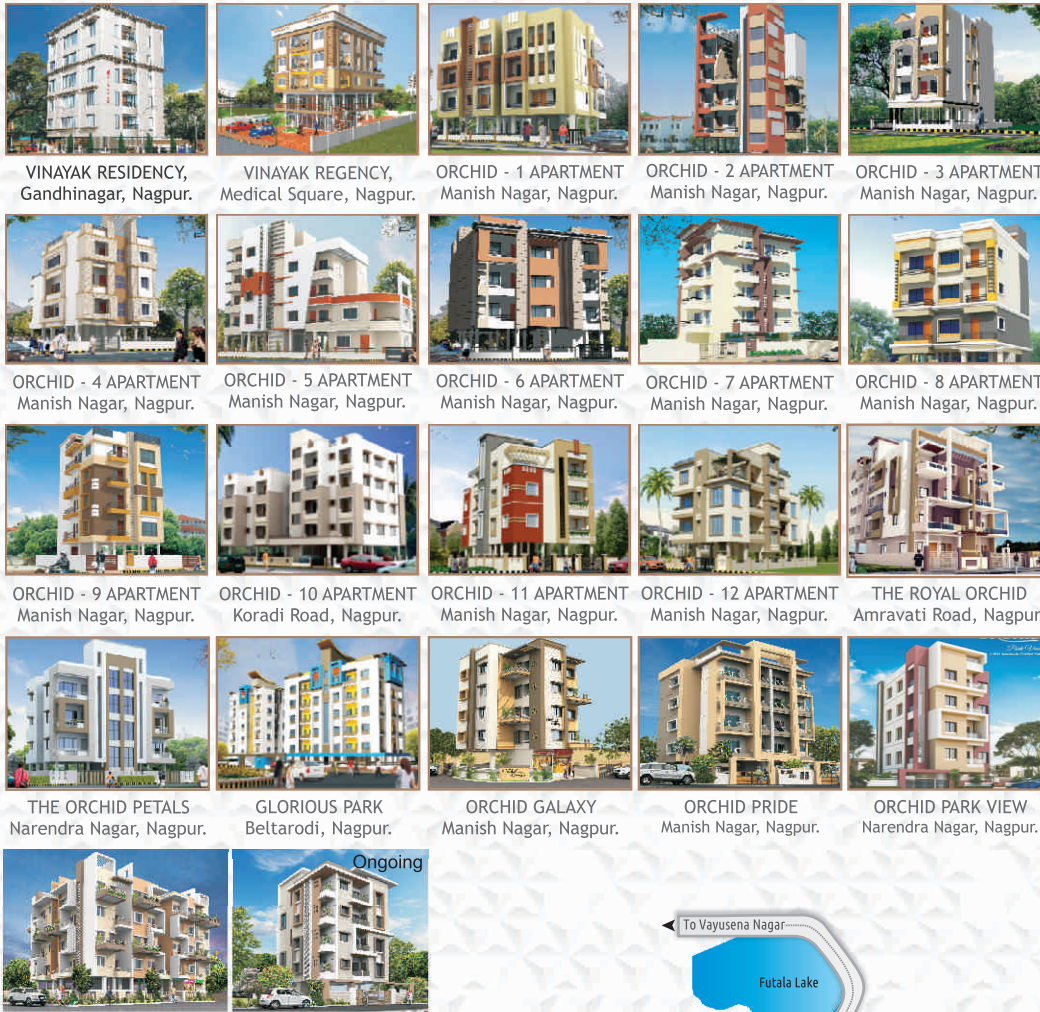 VINAYAK RESIDENCY,
Gandhinagar, Nagpur.
VINAYAK REGENCY,
Medical Square, Nagpur.
ORCHID - 1 APARTMENT
Manish Nagar, Nagpur.
ORCHID - 2 APARTMENT
Manish Nagar, Nagpur.
ORCHID - 3 APARTMENT
Manish Nagar, Nagpur.
ORCHID - 4 APARTMENT
Manish Nagar, Nagpur.
ORCHID - 5 APARTMENT
Manish Nagar, Nagpur.
ORCHID - 6 APARTMENT
Manish Nagar, Nagpur.
ORCHID - 7 APARTMENT
Manish Nagar, Nagpur.
ORCHID - 8 APARTMENT
Manish Nagar, Nagpur.
ORCHID - 9 APARTMENT
Manish Nagar, Nagpur.
ORCHID - 10 APARTMENT
Koradi Road, Nagpur.
ORCHID - 11 APARTMENT
Manish Nagar, Nagpur.
ORCHID - 12 APARTMENT
Manish Nagar, Nagpur.
THE ROYAL ORCHID
Amravati Road, Nagpur
THE ORCHID PETALS
Narendra Nagar, Nagpur.
GLORIOUS PARK
Beltarodi, Nagpur.
ORCHID GALAXY
Manish Nagar, Nagpur.
ORCHID PRIDE
Manish Nagar, Nagpur.
ORCHID PARK VIEW
Narendra Nagar, Nagpur.
Ongoing
To Vayusena Nagar
Futala Lake